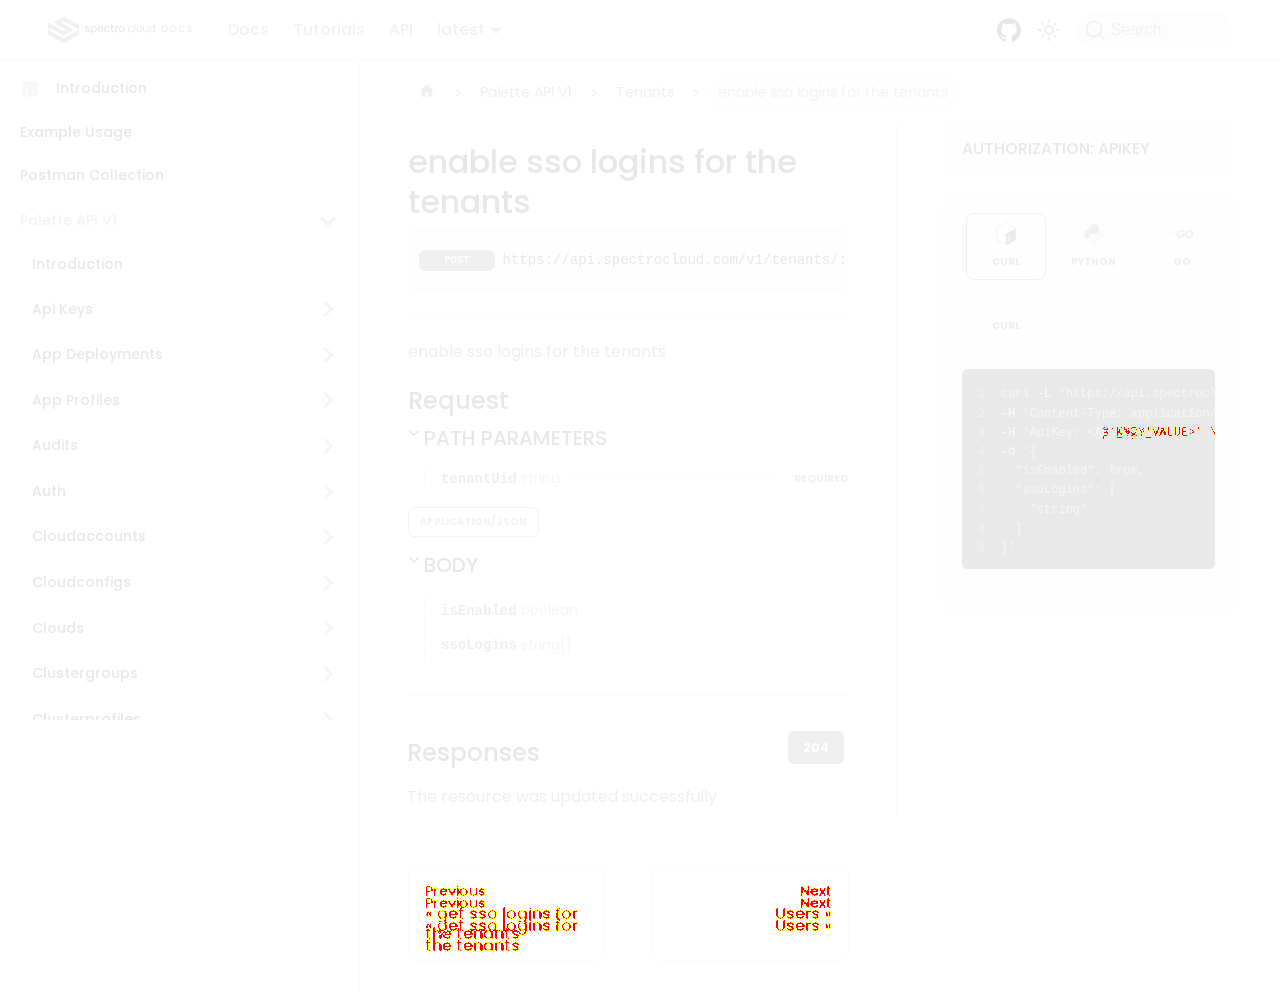 spectro cloud DOCS
Docs
Tutorials
API
latest
Search
Introduction
Example Usage
Postman Collection
Palette API V1
Introduction
Api Keys
App Deployments
App Profiles
Audits
Auth
Cloudaccounts
Cloudconfigs
Clouds
Clustergroups
Clusterprofiles
Palette API V1
Tenants
enable sso logins for the tenants
enable sso logins for the
tenants
POST https://api.spectrocloud.com/v1/tenants/:
enable sso logins for the tenants
Request
PATH PARAMETERS
tenantUid string REQUIRED
APPLICATION/JSON
BODY
isEnabled boolean
ssoLogins string[]
Responses
204
The resource was updated successfully
Previous
« get sso logins for
the tenants
Next
Users »
AUTHORIZATION: APIKEY
CURL
PYTHON
GO
GO
CURL
1 curl -L 'https://api.spectrocl
2 -H 'Content-Type: application/
3 -H 'ApiKey:
4 -d '{
5 "isEnabled": true,
6 "ssoLogins": [
7 "string"
8 ]
9 }'